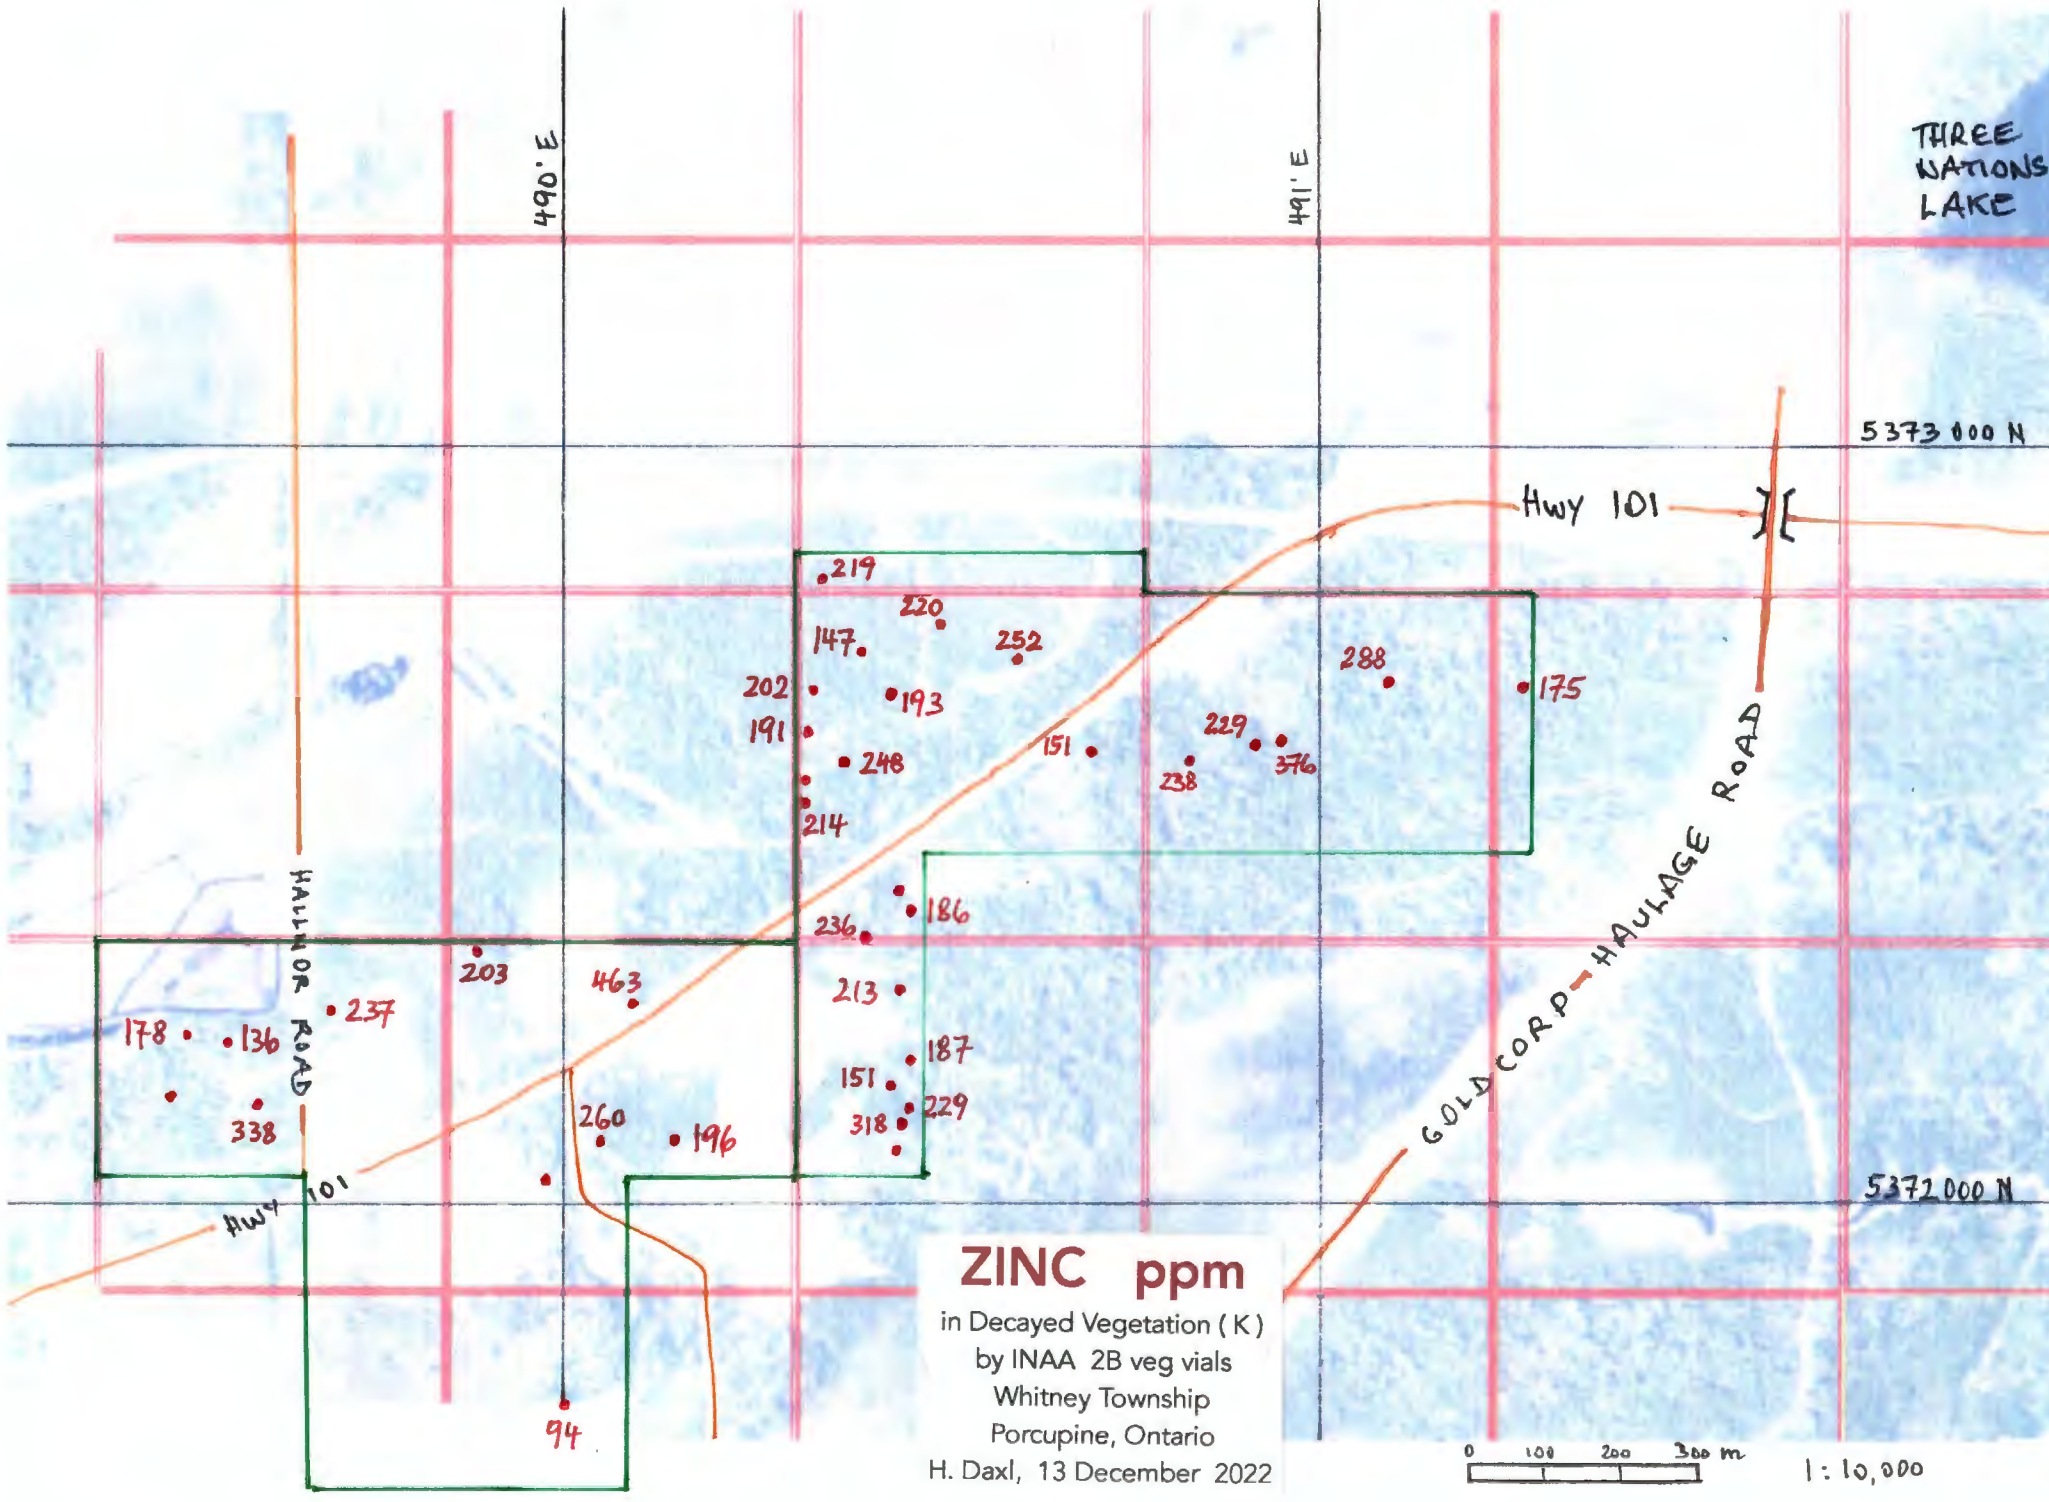 THREE
NATIONS
LAKE
490' E
491' E
5373 000 N
Hwy 101
219
220
147
252
202
193
288
175
191
229
151
248
376
238
214
186
236
203
463
213
237
178
136
187
151
229
338
260
196
318
HALLNOR ROAD
GOLDCORP HAULAGE ROAD
HWY 101
5372000 N
94
ZINC ppm
in Decayed Vegetation ( K )
by INAA 2B veg vials
Whitney Township
Porcupine, Ontario
H. Daxl, 13 December 2022
0 100 200 300 m
1 : 10,000